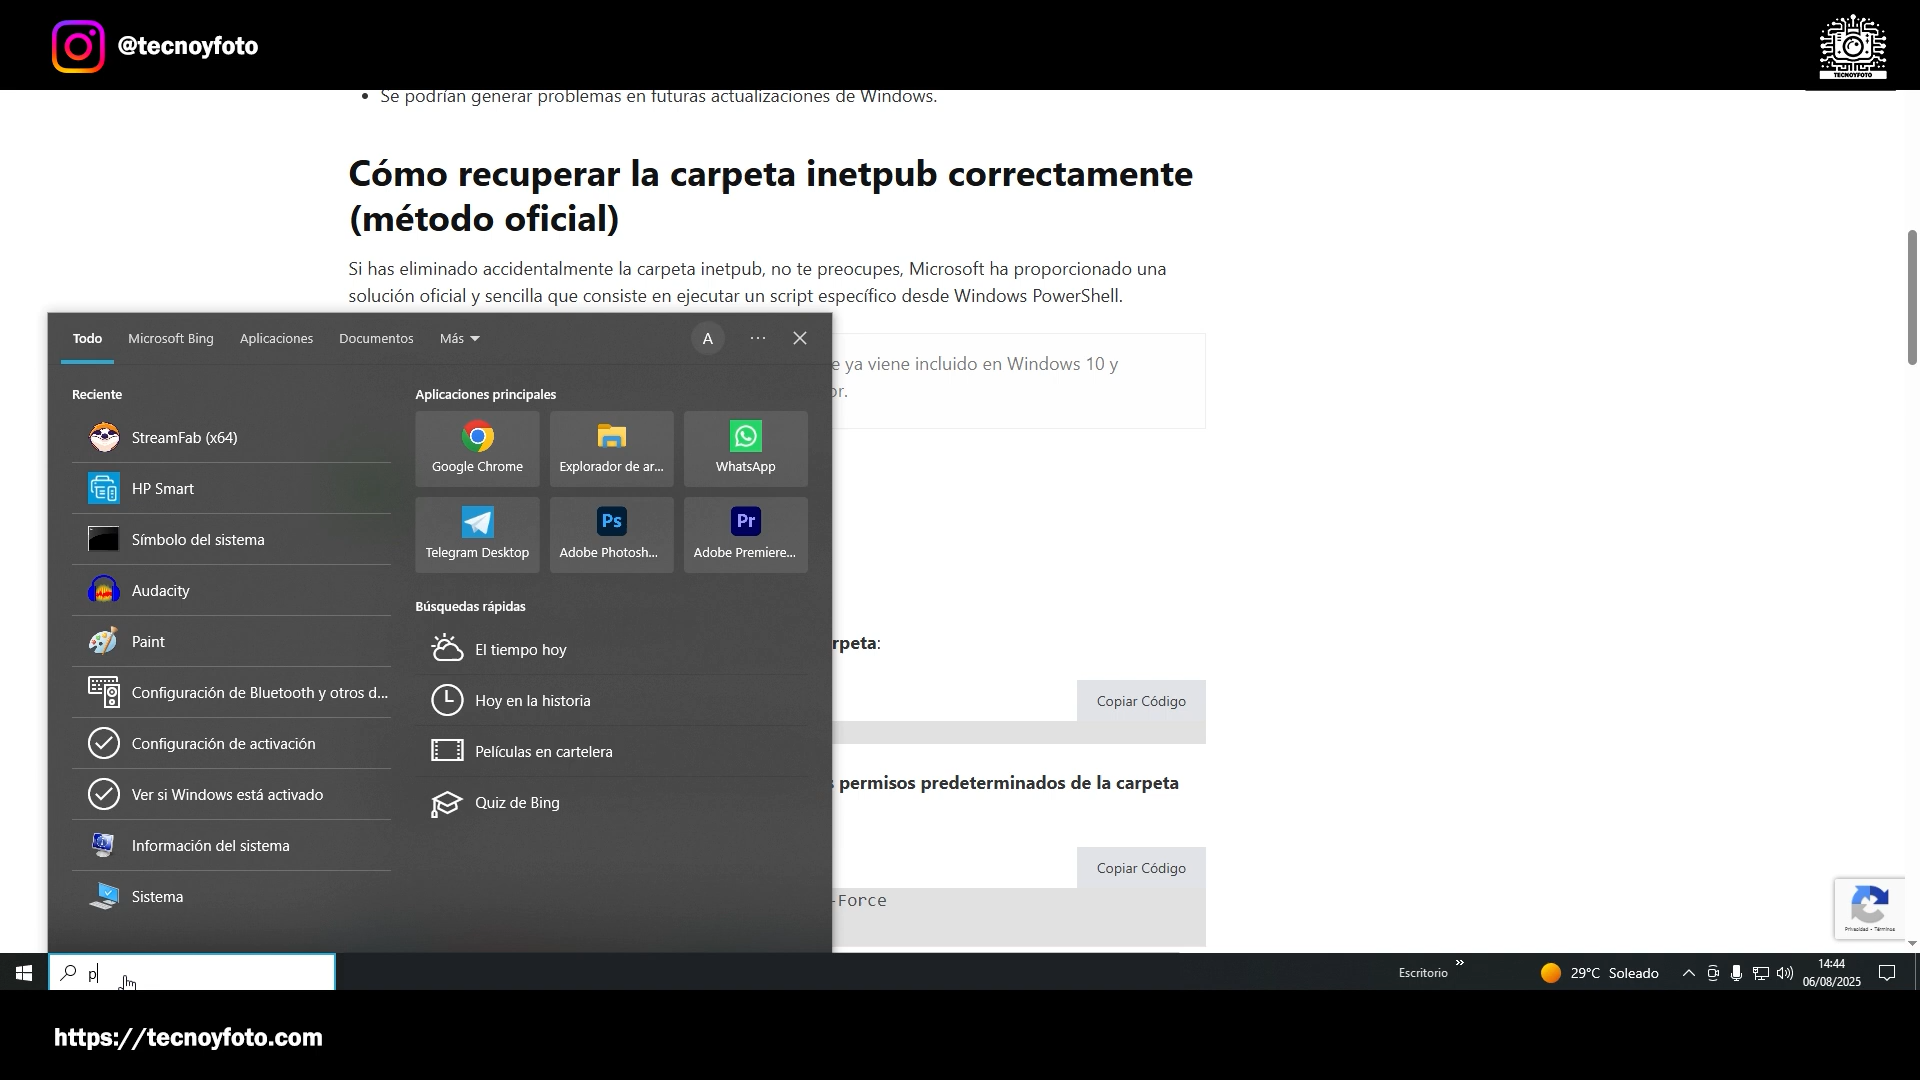 @tecnoyfoto
TECNOYFOTO
Se podrían generar problemas en futuras actualizaciones de Windows.
Cómo recuperar la carpeta inetpub correctamente
(método oficial)
Si has eliminado accidentalmente la carpeta inetpub, no te preocupes, Microsoft ha proporcionado una
solución oficial y sencilla que consiste en ejecutar un script específico desde Windows PowerShell.
ya viene incluido en Windows 10 y
Todo
Microsoft Bing
Aplicaciones
Documentos
Más
A
Reciente
StreamFab (x64)
HP Smart
Símbolo del sistema
Audacity
Paint
Configuración de Bluetooth y otros d...
Configuración de activación
Ver si Windows está activado
Información del sistema
Sistema
Aplicaciones principales
Google Chrome
Explorador de ar...
WhatsApp
Telegram Desktop
Ps
Adobe Photosh...
Pr
Adobe Premiere...
Búsquedas rápidas
El tiempo hoy
Hoy en la historia
Películas en cartelera
Quiz de Bing
rpeta:
Copiar Código
permisos predeterminados de la carpeta
Copiar Código
-Force
Privacidad - Términos
p
Escritorio
29°C Soleado
14:44
06/08/2025
https://tecnoyfoto.com